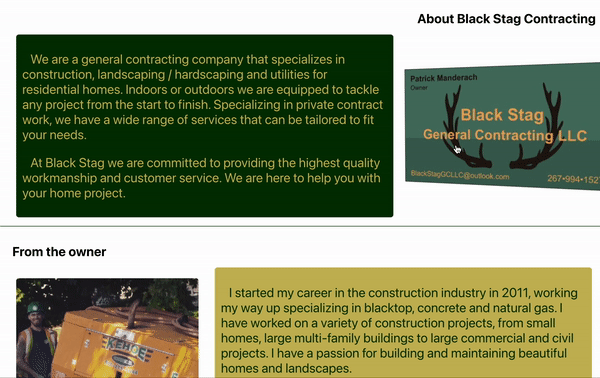 About Black Stag Contracting
We are a general contracting company that specializes in
construction, landscaping / hardscaping and utilities for
residential homes. Indoors or outdoors we are equipped to tackle
any project from the start to finish. Specializing in private contract
work, we have a wide range of services that can be tailored to fit
your needs.
At Black Stag we are committed to providing the highest quality
workmanship and customer service. We are here to help you with
your home project.
Patrick Manderach
Owner
Black Stag
General Contracting LLC
BlackStagGCLLC@outlook.com
267•994•152
From the owner
KEHOE
I started my career in the construction industry in 2011, working
my way up specializing in blacktop, concrete and natural gas. I
have worked on a variety of construction projects, from small
homes, large multi-family buildings to large commercial and civil
projects. I have a passion for building and maintaining beautiful
homes and landscapes.